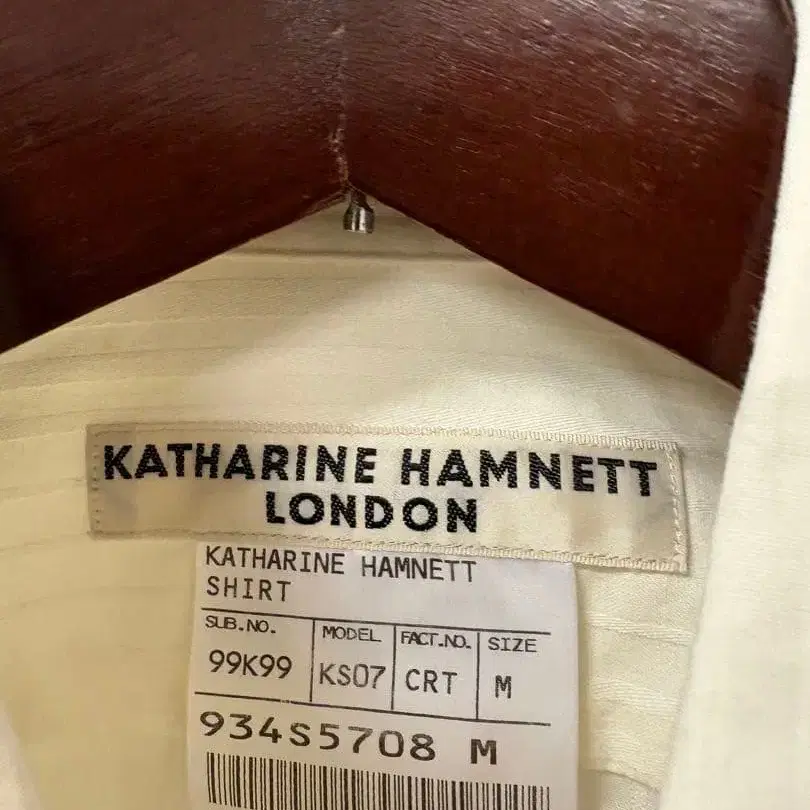 KATHARINE HAMNETT
LONDON
KATHARINE HAMNETT
SHIRT
SUB.NO. MODEL FACT.NO. SIZE
99K99 KS07 CRT M
934S5708 M